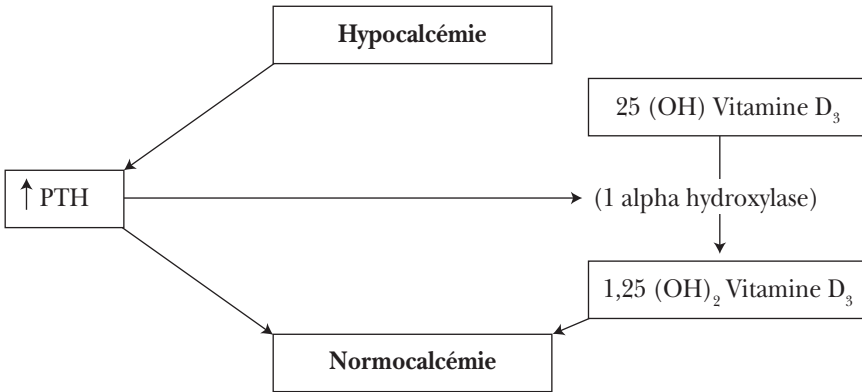 Hypocalcémie
25 (OH) Vitamine D₃
↑ PTH
(1 alpha hydroxylase)
1,25 (OH)₂ Vitamine D₃
Normocalcémie